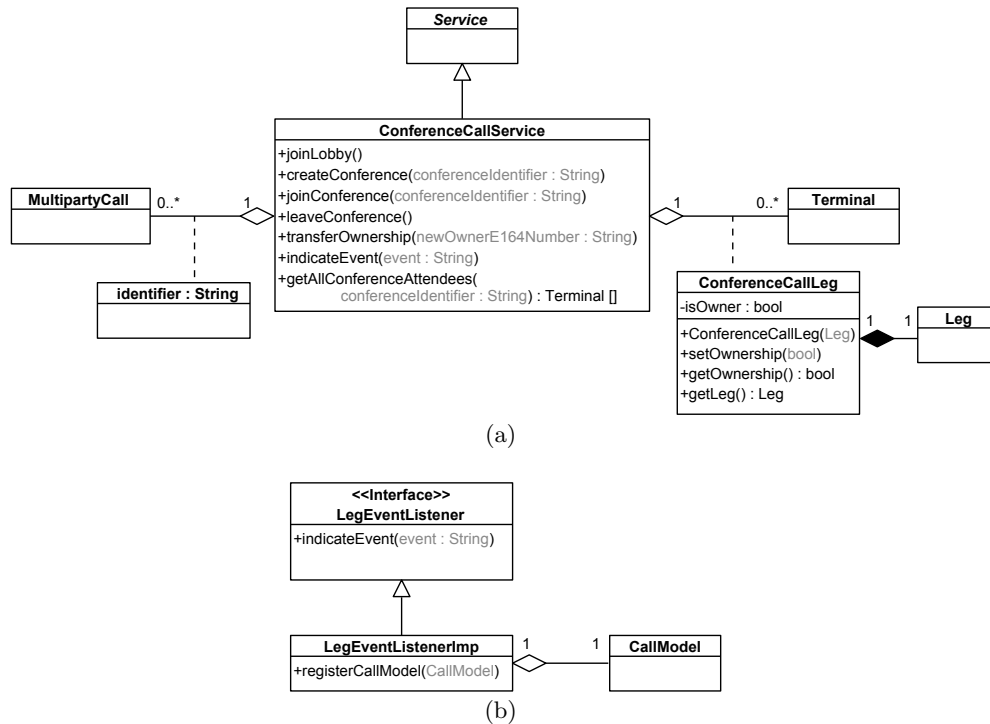 Service
ConferenceCallService
+joinLobby()
+createConference(conferenceIdentifier : String)
+joinConference(conferenceIdentifier : String)
+leaveConference()
+transferOwnership(newOwnerE164Number : String)
+indicateEvent(event : String)
+getAllConferenceAttendees(
conferenceIdentifier : String) : Terminal []
MultipartyCall
0..*
1
identifier : String
1
0..*
Terminal
ConferenceCallLeg
-isOwner : bool
+ConferenceCallLeg(Leg)
+setOwnership(bool)
+getOwnership() : bool
+getLeg() : Leg
1
1
Leg
(a)
<<Interface>>
LegEventListener
+indicateEvent(event : String)
LegEventListenerImp
+registerCallModel(CallModel)
1
1
CallModel
(b)